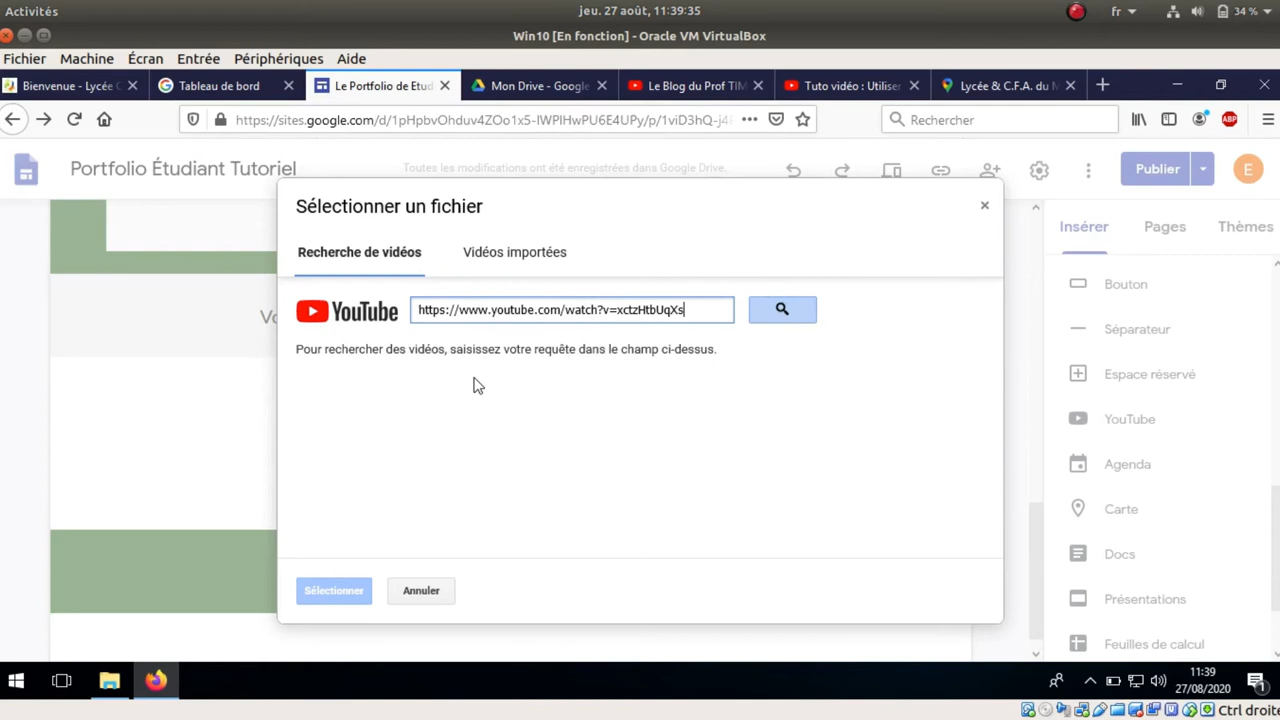 Activités
jeu. 27 août, 11:39:35
fr
34 %
Win10 [En fonction] - Oracle VM VirtualBox
Fichier Machine Écran Entrée Périphériques Aide
Bienvenue - Lycée C
Tableau de bord
Le Portfolio de Etud
Mon Drive - Google
Le Blog du Prof TIM
Tuto vidéo : Utiliser
Lycée & C.F.A. du M
https://sites.google.com/d/1pHpbvOhduv4ZOo1x5-lWPlHwPU6E4UPy/p/1viD3hQ-j4
Rechercher
ABP
Portfolio Étudiant Tutoriel
Toutes les modifications ont été enregistrées dans Google Drive.
Publier
E
Sélectionner un fichier
Insérer Pages Thèmes
Recherche de vidéos
Vidéos importées
YouTube
https://www.youtube.com/watch?v=xctzHtbUqXs
Vo
Pour rechercher des vidéos, saisissez votre requête dans le champ ci-dessus.
Bouton
Séparateur
Espace réservé
YouTube
Agenda
Carte
Docs
Présentations
Feuilles de calcul
Sélectionner
Annuler
11:39
27/08/2020
1
Ctrl droite